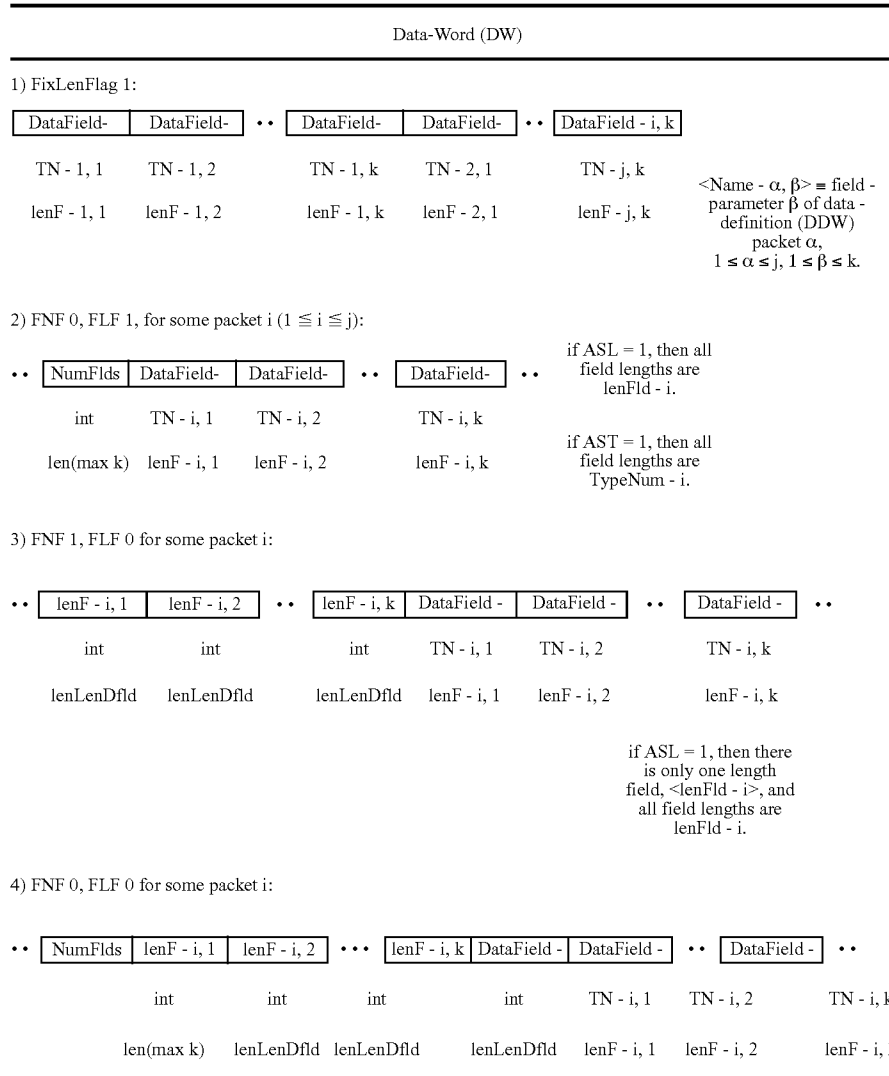 Data-Word (DW)
1) FixLenFlag 1:
DataField- DataField- •• DataField- DataField- •• DataField - i, k
TN - 1, 1 TN - 1, 2 TN - 1, k TN - 2, 1 TN - j, k
lenF - 1, 1 lenF - 1, 2 lenF - 1, k lenF - 2, 1 lenF - j, k
<Name - α, β> ≡ field -
parameter β of data -
definition (DDW)
packet α,
1 ≤ α ≤ j, 1 ≤ β ≤ k.
2) FNF 0, FLF 1, for some packet i (1 ≦ i ≦ j):
•• NumFlds DataField- DataField- •• DataField- ••
int TN - i, 1 TN - i, 2 TN - i, k
len(max k) lenF - i, 1 lenF - i, 2 lenF - i, k
if ASL = 1, then all
field lengths are
lenFld - i.
if AST = 1, then all
field lengths are
TypeNum - i.
3) FNF 1, FLF 0 for some packet i:
•• lenF - i, 1 lenF - i, 2 •• lenF - i, k DataField - DataField - •• DataField - ••
int int int TN - i, 1 TN - i, 2 TN - i, k
lenLenDfld lenLenDfld lenLenDfld lenF - i, 1 lenF - i, 2 lenF - i, k
if ASL = 1, then there
is only one length
field, <lenFld - i>, and
all field lengths are
lenFld - i.
4) FNF 0, FLF 0 for some packet i:
•• NumFlds lenF - i, 1 lenF - i, 2 ••• lenF - i, k DataField - DataField - •• DataField - ••
int int int int TN - i, 1 TN - i, 2 TN - i, k
len(max k) lenLenDfld lenLenDfld lenLenDfld lenF - i, 1 lenF - i, 2 lenF - i,